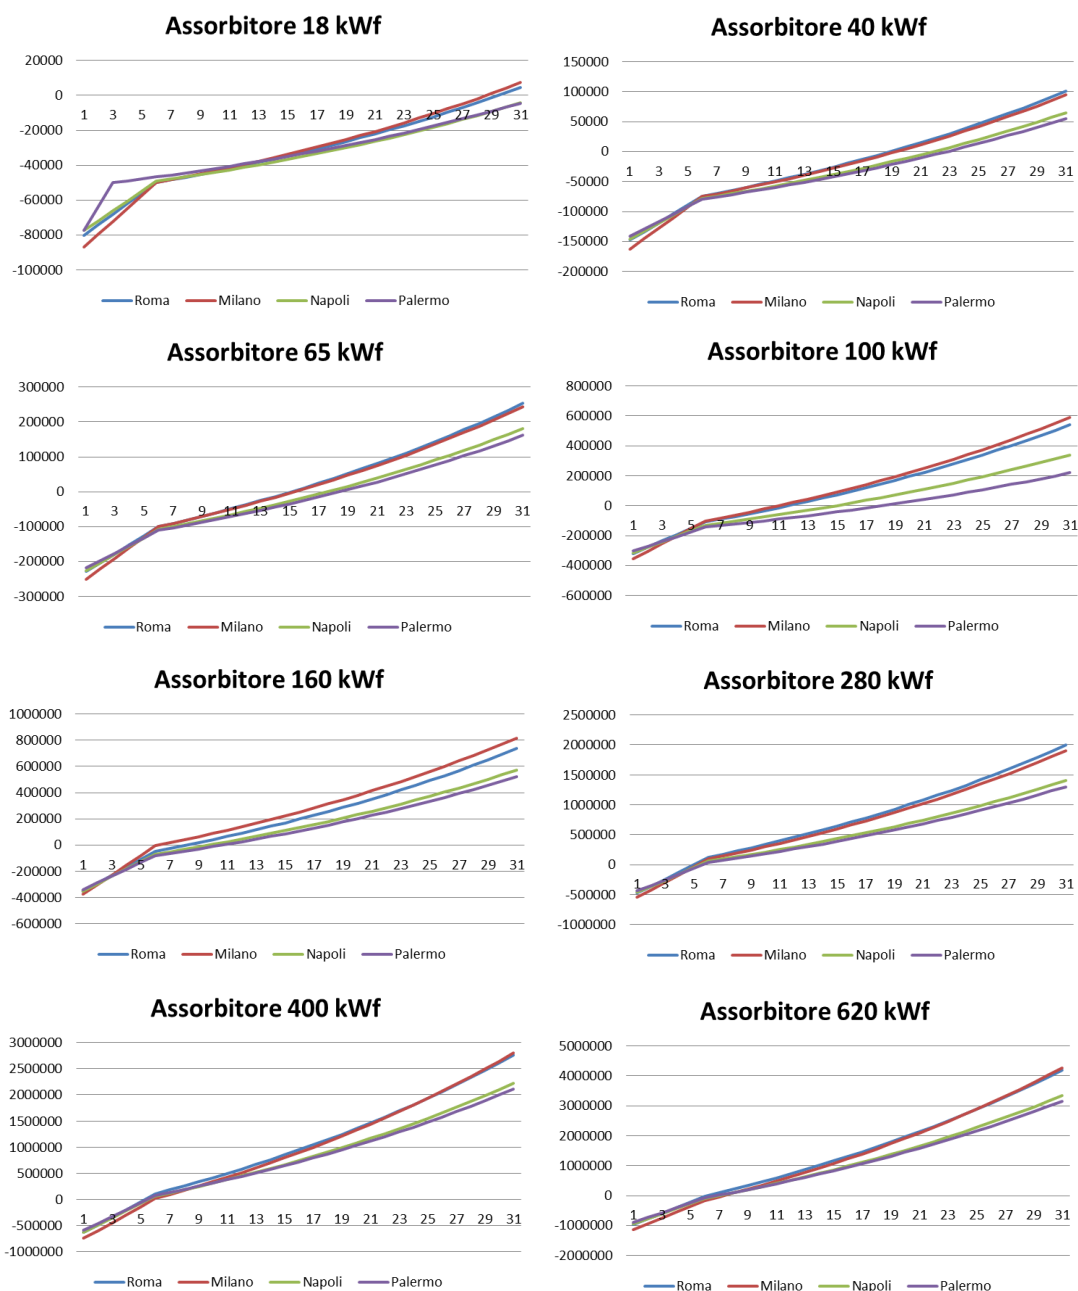 Assorbitore 18 kWf
20000
0
-20000
-40000
-60000
-80000
-100000
1 3 5 7 9 11 13 15 17 19 21 23 25 27 29 31
Roma Milano Napoli Palermo
Assorbitore 40 kWf
150000
100000
50000
0
-50000
-100000
-150000
-200000
1 3 5 7 9 11 13 15 17 19 21 23 25 27 29 31
Roma Milano Napoli Palermo
Assorbitore 65 kWf
300000
200000
100000
0
-100000
-200000
-300000
1 3 5 7 9 11 13 15 17 19 21 23 25 27 29 31
Roma Milano Napoli Palermo
Assorbitore 100 kWf
800000
600000
400000
200000
0
-200000
-400000
-600000
1 3 5 7 9 11 13 15 17 19 21 23 25 27 29 31
Roma Milano Napoli Palermo
Assorbitore 160 kWf
1000000
800000
600000
400000
200000
0
-200000
-400000
-600000
1 3 5 7 9 11 13 15 17 19 21 23 25 27 29 31
Roma Milano Napoli Palermo
Assorbitore 280 kWf
2500000
2000000
1500000
1000000
500000
0
-500000
-1000000
1 3 5 7 9 11 13 15 17 19 21 23 25 27 29 31
Roma Milano Napoli Palermo
Assorbitore 400 kWf
3000000
2500000
2000000
1500000
1000000
500000
0
-500000
-1000000
1 3 5 7 9 11 13 15 17 19 21 23 25 27 29 31
Roma Milano Napoli Palermo
Assorbitore 620 kWf
5000000
4000000
3000000
2000000
1000000
0
-1000000
-2000000
1 3 5 7 9 11 13 15 17 19 21 23 25 27 29 31
Roma Milano Napoli Palermo